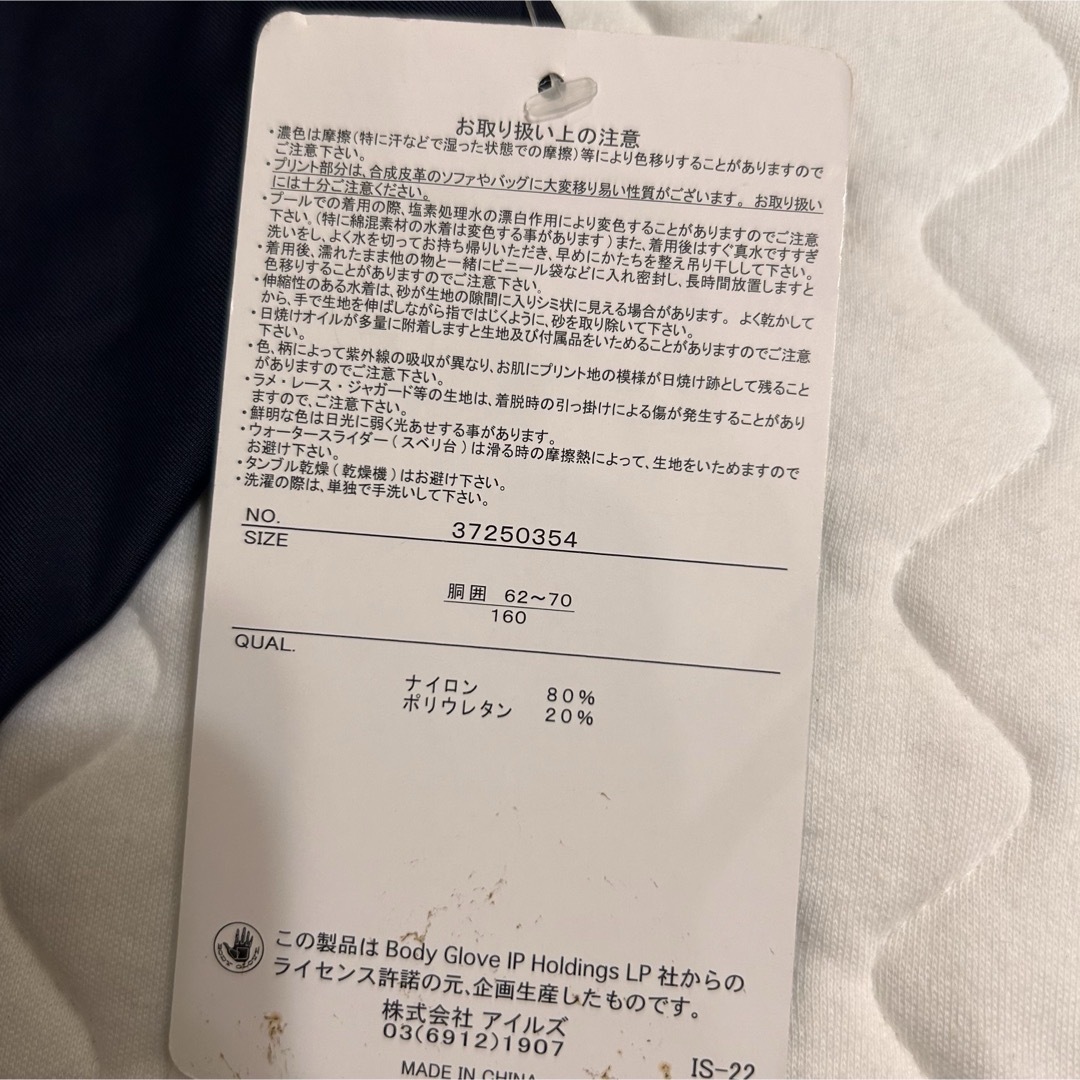 お取り扱い上の注意
・濃色は摩擦(特に汗などで湿った状態での摩擦)等により色移りすることがありますので
ご注意下さい。
・プリント部分は、合成皮革のソファやバッグに大変移り易い性質がございます。お取り扱い
には十分ご注意ください。
・プールでの着用の際、塩素処理水の漂白作用により変色することがありますのでご注意
下さい。(特に綿混素材の水着は変色する事があります)また、着用後はすぐ真水ですすぎ
洗いをし、よく水を切ってお持ち帰りいただき、早めにかたちを整え吊り干しして下さい。
・着用後、濡れたまま他の物と一緒にビニール袋などに入れ密封し、長時間放置しますと
色移りすることがありますのでご注意下さい。
・伸縮性のある水着は、砂が生地の隙間に入りシミ状に見える場合があります。よく乾かして
から、手で生地を伸ばしながら指ではじくように、砂を取り除いて下さい。
・日焼けオイルが多量に附着しますと生地及び付属品をいためることがありますのでご注意
下さい。
・色、柄によって紫外線の吸収が異なり、お肌にプリント地の模様が日焼け跡として残ること
がありますのでご注意下さい。
・ラメ・レース・ジャガード等の生地は、着脱時の引っ掛けによる傷が発生することがあり
ますので、ご注意下さい。
・鮮明な色は日光に弱く光あせする事があります。
・ウォータースライダー(スベリ台)は滑る時の摩擦熱によって、生地をいためますので
お避け下さい。
・タンブル乾燥(乾燥機)はお避け下さい。
・洗濯の際は、単独で手洗いして下さい。
NO. 37250354
SIZE
胴囲 62～70
160
QUAL.
ナイロン 80%
ポリウレタン 20%
この製品は Body Glove IP Holdings LP 社からの
ライセンス許諾の元、企画生産したものです。
株式会社 アイルズ
03(6912)1907
MADE IN CHINA
IS-22